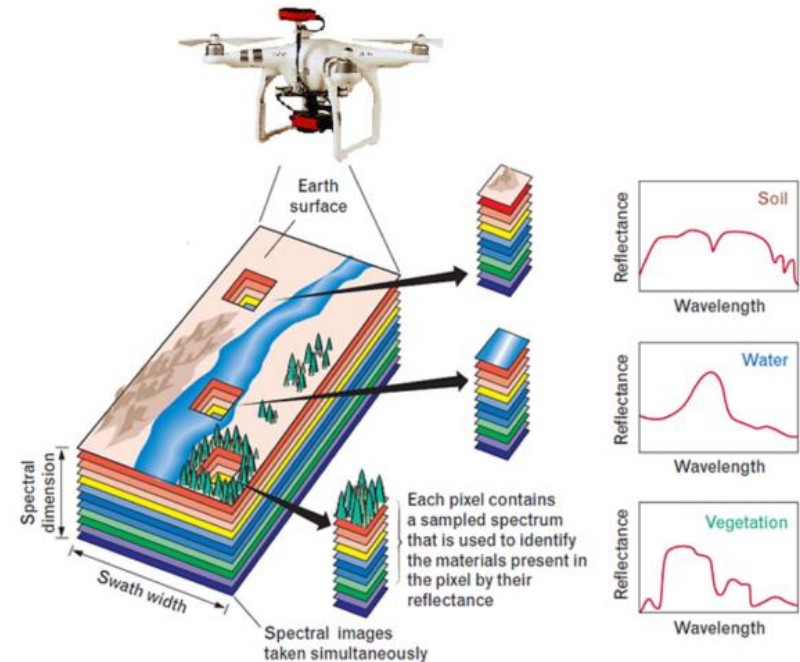 Earth
surface
Spectral
dimension
Swath width
Spectral images
taken simultaneously
Each pixel contains
a sampled spectrum
that is used to identify
the materials present in
the pixel by their
reflectance
Reflectance
Soil
Wavelength
Reflectance
Water
Wavelength
Reflectance
Vegetation
Wavelength